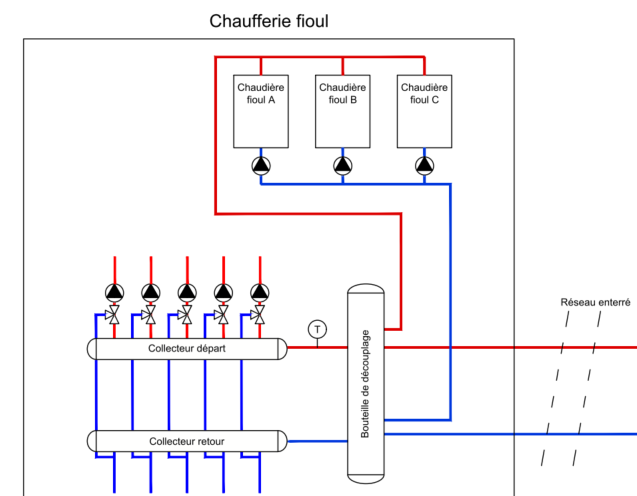 Chaufferie fioul
Chaudière
fioul A
Chaudière
fioul B
Chaudière
fioul C
Réseau enterré
T
Collecteur départ
Bouteille de découplage
Collecteur retour